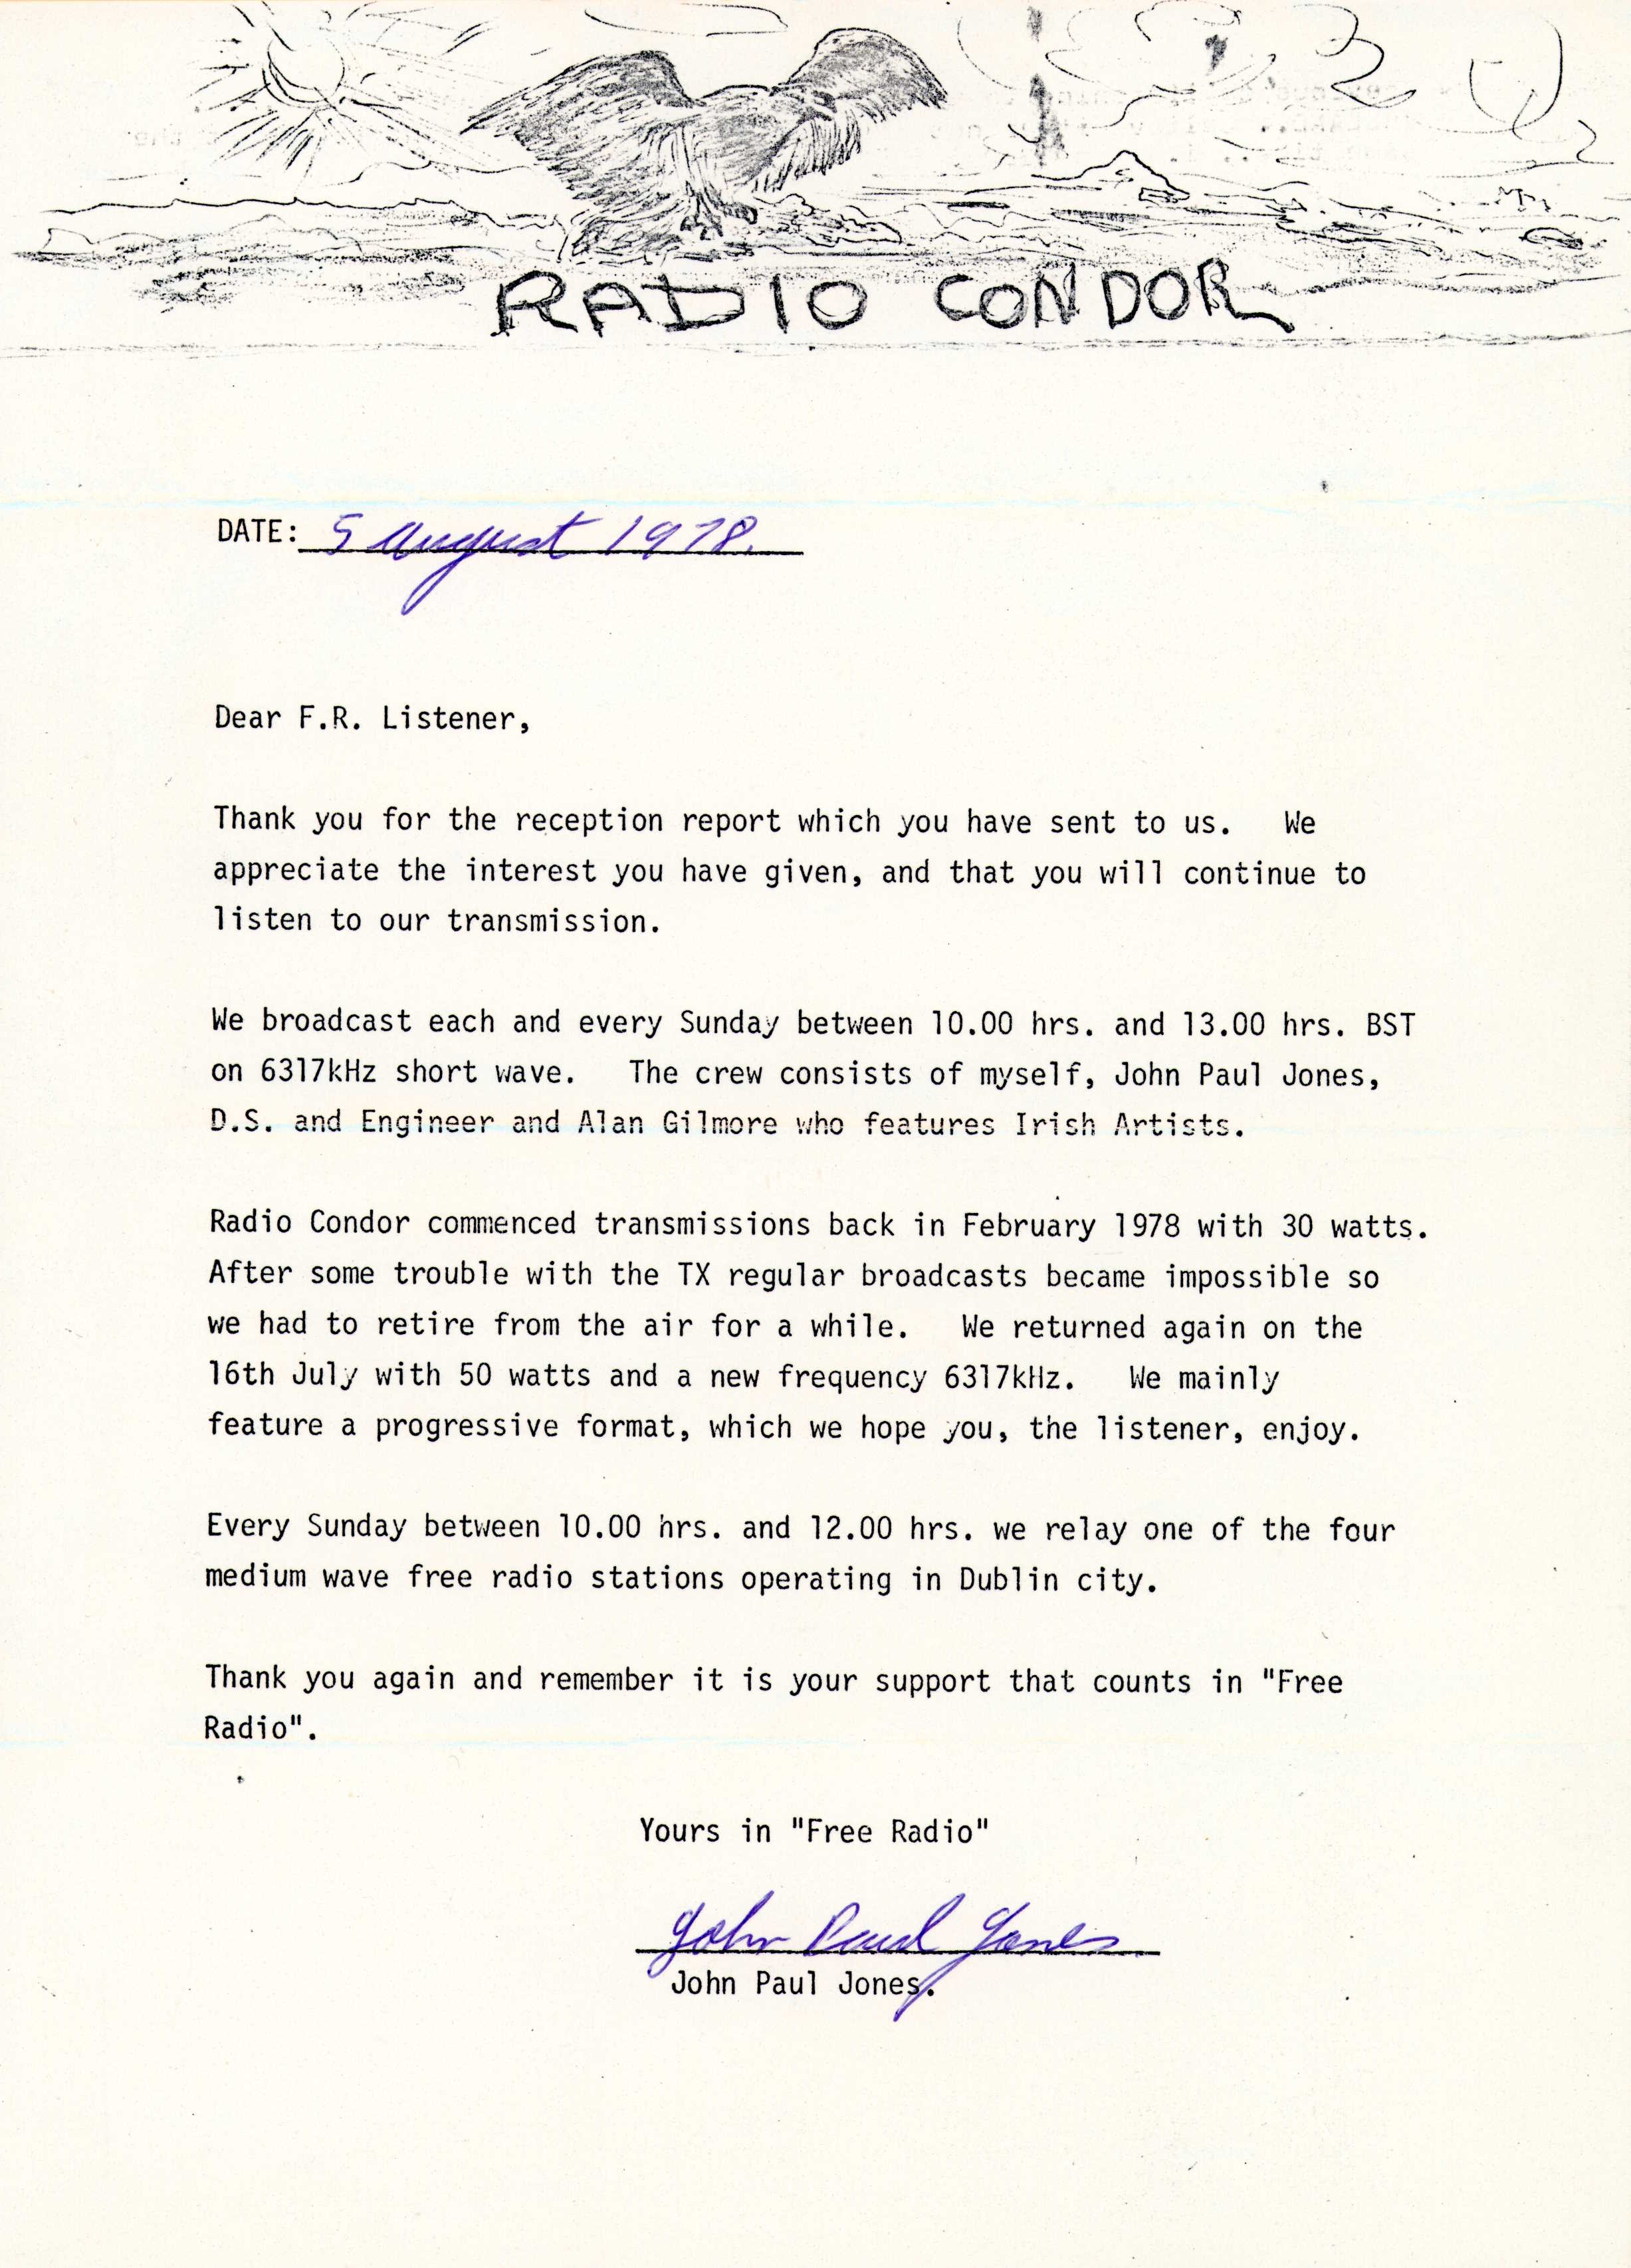 RADIO CONDOR
DATE: 5 August 1978.
Dear F.R. Listener,
Thank you for the reception report which you have sent to us. We
appreciate the interest you have given, and that you will continue to
listen to our transmission.
We broadcast each and every Sunday between 10.00 hrs. and 13.00 hrs. BST
on 6317kHz short wave. The crew consists of myself, John Paul Jones,
D.S. and Engineer and Alan Gilmore who features Irish Artists.
Radio Condor commenced transmissions back in February 1978 with 30 watts.
After some trouble with the TX regular broadcasts became impossible so
we had to retire from the air for a while. We returned again on the
16th July with 50 watts and a new frequency 6317kHz. We mainly
feature a progressive format, which we hope you, the listener, enjoy.
Every Sunday between 10.00 hrs. and 12.00 hrs. we relay one of the four
medium wave free radio stations operating in Dublin city.
Thank you again and remember it is your support that counts in "Free
Radio".
Yours in "Free Radio"
John Paul Jones
John Paul Jones.